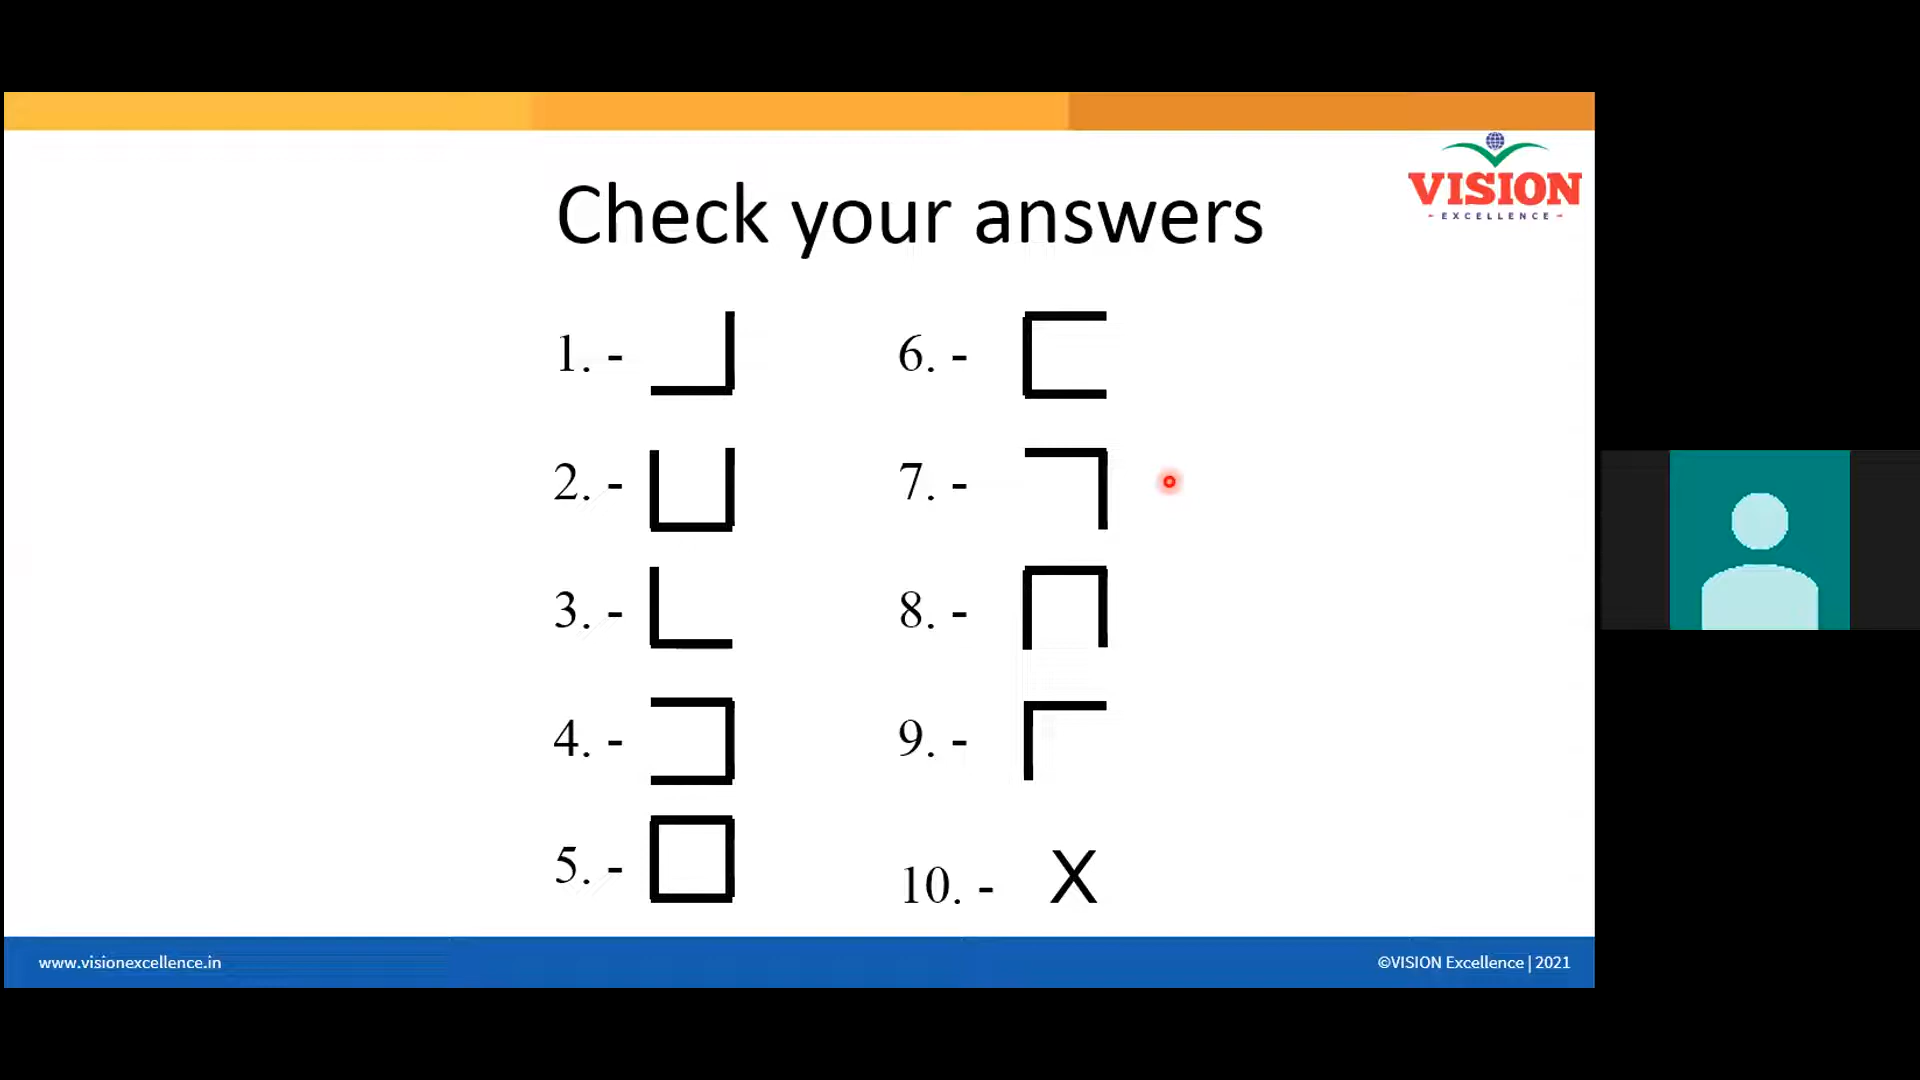 VISION
- EXCELLENCE -
Check your answers
1. -
2. -
3. -
4. -
5. -
6. -
7. -
8. -
9. -
10. - X
www.visionexcellence.in
©VISION Excellence | 2021